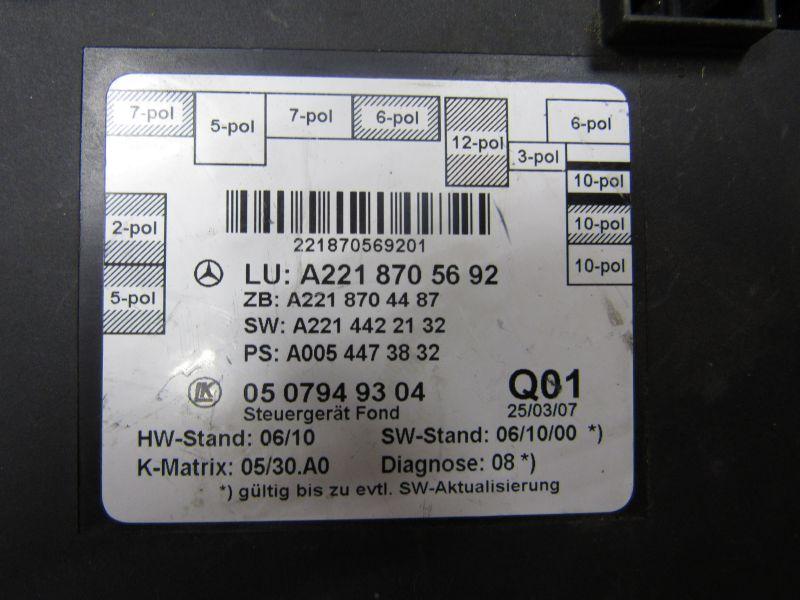 7-pol
5-pol
7-pol
6-pol
12-pol
3-pol
6-pol
10-pol
10-pol
10-pol
2-pol
5-pol
221870569201
LU: A221 870 56 92
ZB: A221 870 44 87
SW: A221 442 21 32
PS: A005 447 38 32
LK 05 0794 93 04
Q01
Steuergerät Fond
25/03/07
HW-Stand: 06/10 SW-Stand: 06/10/00 *)
K-Matrix: 05/30.A0 Diagnose: 08 *)
*) gültig bis zu evtl. SW-Aktualisierung